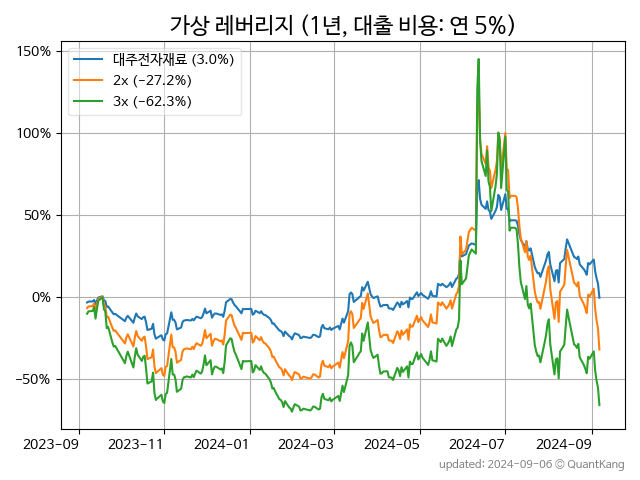 가상 레버리지 (1년, 대출 비용: 연 5%)
대주전자재료 (3.0%)
2x (−27.2%)
3x (−62.3%)
150%
100%
50%
0%
−50%
2023-09 2023-11 2024-01 2024-03 2024-05 2024-07 2024-09
updated: 2024-09-06 © QuantKang